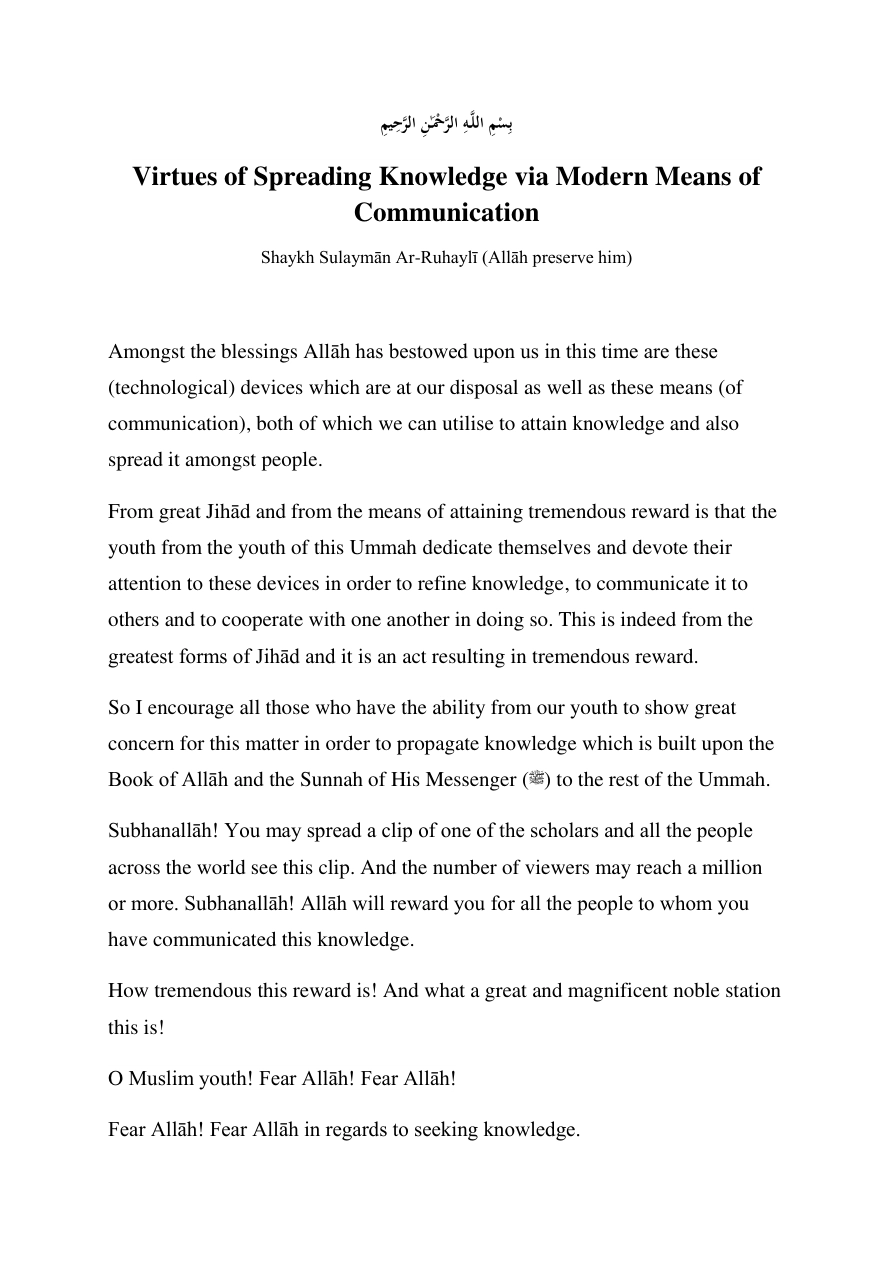 بِسْمِ اللَّهِ الرَّحْمَٰنِ الرَّحِيمِ
Virtues of Spreading Knowledge via Modern Means of
Communication
Shaykh Sulaymān Ar-Ruhaylī (Allāh preserve him)
Amongst the blessings Allāh has bestowed upon us in this time are these
(technological) devices which are at our disposal as well as these means (of
communication), both of which we can utilise to attain knowledge and also
spread it amongst people.
From great Jihād and from the means of attaining tremendous reward is that the
youth from the youth of this Ummah dedicate themselves and devote their
attention to these devices in order to refine knowledge, to communicate it to
others and to cooperate with one another in doing so. This is indeed from the
greatest forms of Jihād and it is an act resulting in tremendous reward.
So I encourage all those who have the ability from our youth to show great
concern for this matter in order to propagate knowledge which is built upon the
Book of Allāh and the Sunnah of His Messenger (ﷺ) to the rest of the Ummah.
Subhanallāh! You may spread a clip of one of the scholars and all the people
across the world see this clip. And the number of viewers may reach a million
or more. Subhanallāh! Allāh will reward you for all the people to whom you
have communicated this knowledge.
How tremendous this reward is! And what a great and magnificent noble station
this is!
O Muslim youth! Fear Allāh! Fear Allāh!
Fear Allāh! Fear Allāh in regards to seeking knowledge.